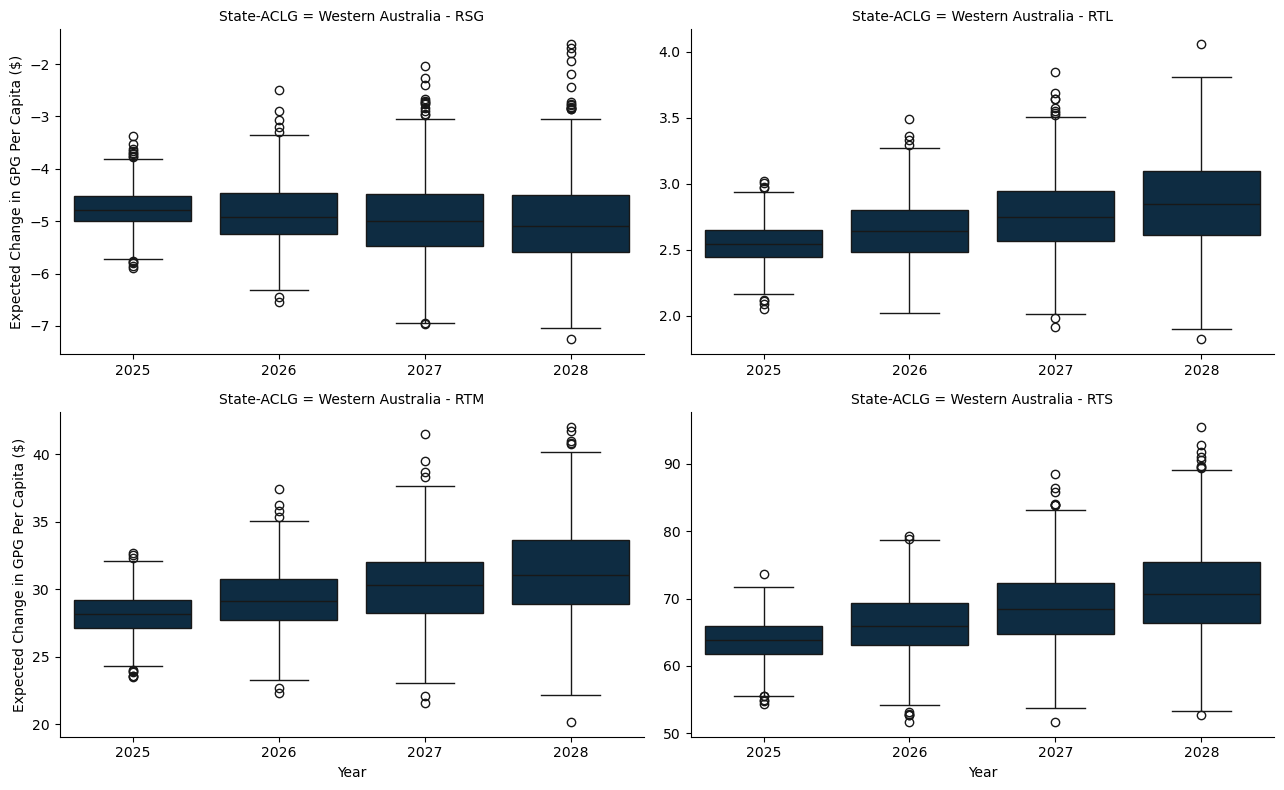 State-ACLG = Western Australia - RSG
Expected Change in GPG Per Capita ($)
−2
−3
−4
−5
−6
−7
2025 2026 2027 2028
State-ACLG = Western Australia - RTL
4.0
3.5
3.0
2.5
2.0
2025 2026 2027 2028
State-ACLG = Western Australia - RTM
Expected Change in GPG Per Capita ($)
40
35
30
25
20
2025 2026 2027 2028
Year
State-ACLG = Western Australia - RTS
90
80
70
60
50
2025 2026 2027 2028
Year